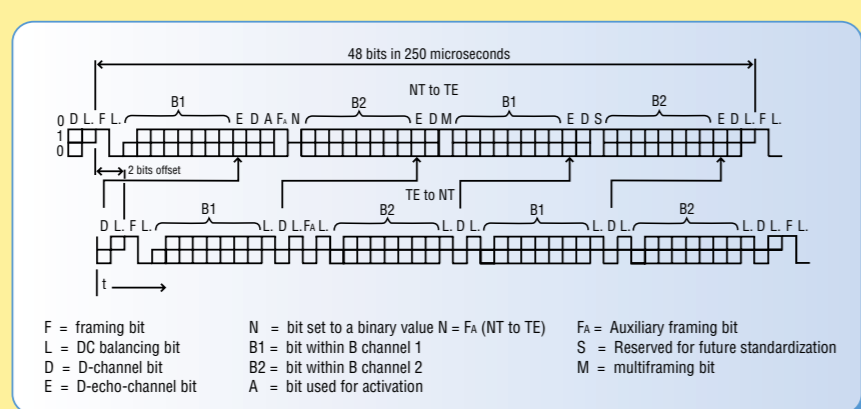 48 bits in 250 microseconds
NT to TE
B1 B2 B1 B2
0 D L. F L. E D A FA N E D M E D S E D L. F L.
1
0
2 bits offset
TE to NT
B1 B2 B1 B2
D L. F L. L. D L. FA L. L. D L. L. D L. L. D L. F L.
t
F = framing bit
L = DC balancing bit
D = D-channel bit
E = D-echo-channel bit
N = bit set to a binary value N = FA (NT to TE)
B1 = bit within B channel 1
B2 = bit within B channel 2
A = bit used for activation
FA = Auxiliary framing bit
S = Reserved for future standardization
M = multiframing bit